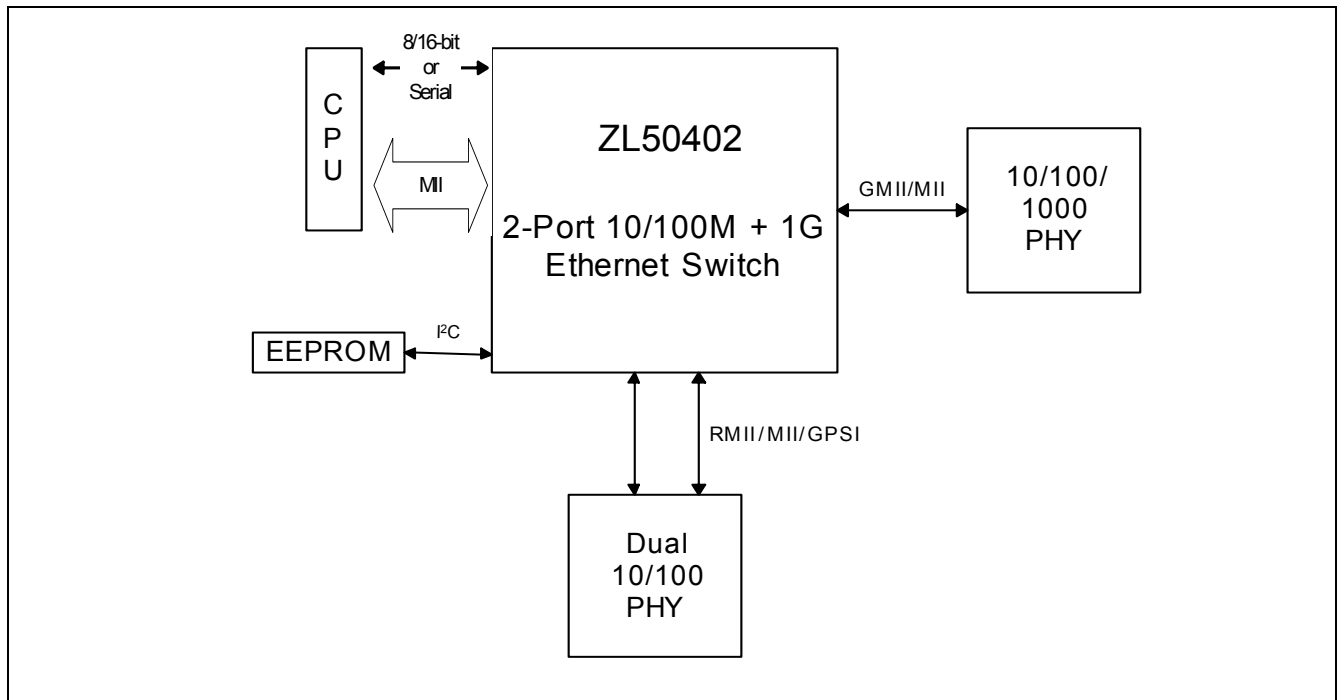 8/16-bit
or
Serial
C
P
U
MII
ZL50402
2-Port 10/100M + 1G
Ethernet Switch
GMII/MII
10/100/
1000
PHY
EEPROM
I²C
RMII/MII/GPSI
Dual
10/100
PHY